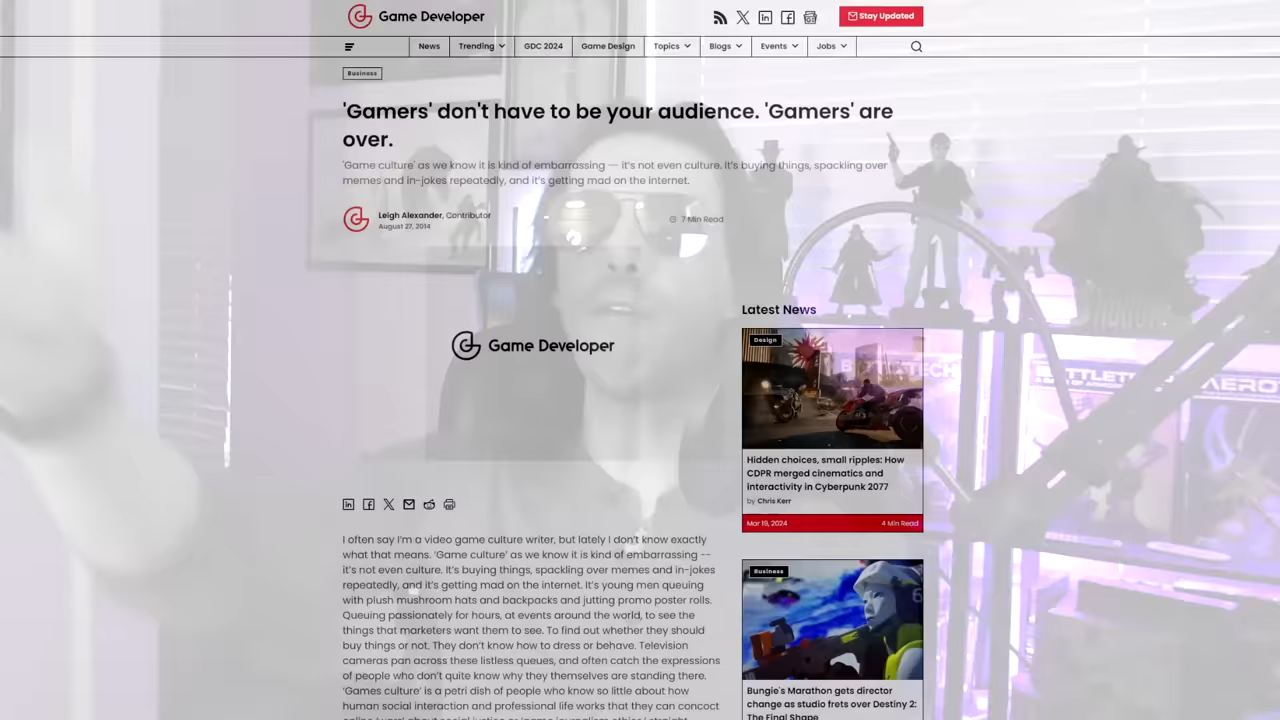 Game Developer
Stay Updated
News
Trending
GDC 2024
Game Design
Topics
Blogs
Events
Jobs
Business
'Gamers' don't have to be your audience. 'Gamers' are
over.
'Game culture' as we know it is kind of embarrassing — it's not even culture. It's buying things, spackling over
memes and in-jokes repeatedly, and it's getting mad on the internet.
Leigh Alexander, Contributor
August 27, 2014
7 Min Read
Game Developer
I often say I'm a video game culture writer, but lately I don't know exactly
what that means. 'Game culture' as we know it is kind of embarrassing --
it's not even culture. It's buying things, spackling over memes and in-jokes
repeatedly, and it's getting mad on the internet. It's young men queuing
with plush mushroom hats and backpacks and jutting promo poster rolls.
Queuing passionately for hours, at events around the world, to see the
things that marketers want them to see. To find out whether they should
buy things or not. They don't know how to dress or behave. Television
cameras pan across these listless queues, and often catch the expressions
of people who don't quite know why they themselves are standing there.
'Games culture' is a petri dish of people who know so little about how
human social interaction and professional life works that they can concoct
Latest News
Design
BATTLETECH
Hidden choices, small ripples: How
CDPR merged cinematics and
interactivity in Cyberpunk 2077
by Chris Kerr
Mar 19, 2024
4 Min Read
Business
Bungie's Marathon gets director
change as studio frets over Destiny 2:
The Final Shape